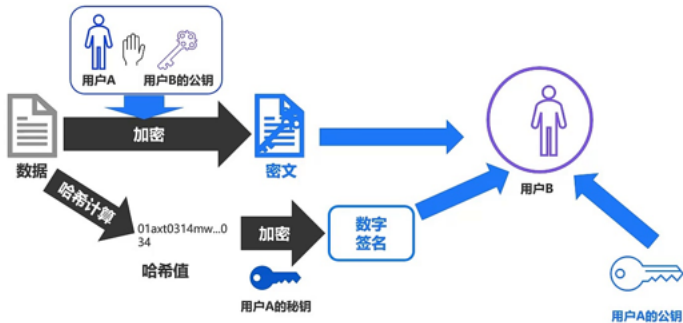 用户A
用户B的公钥
加密
数据
密文
用户B
哈希计算
01axt0314mw...0
34
哈希值
加密
用户A的秘钥
数字
签名
用户A的公钥